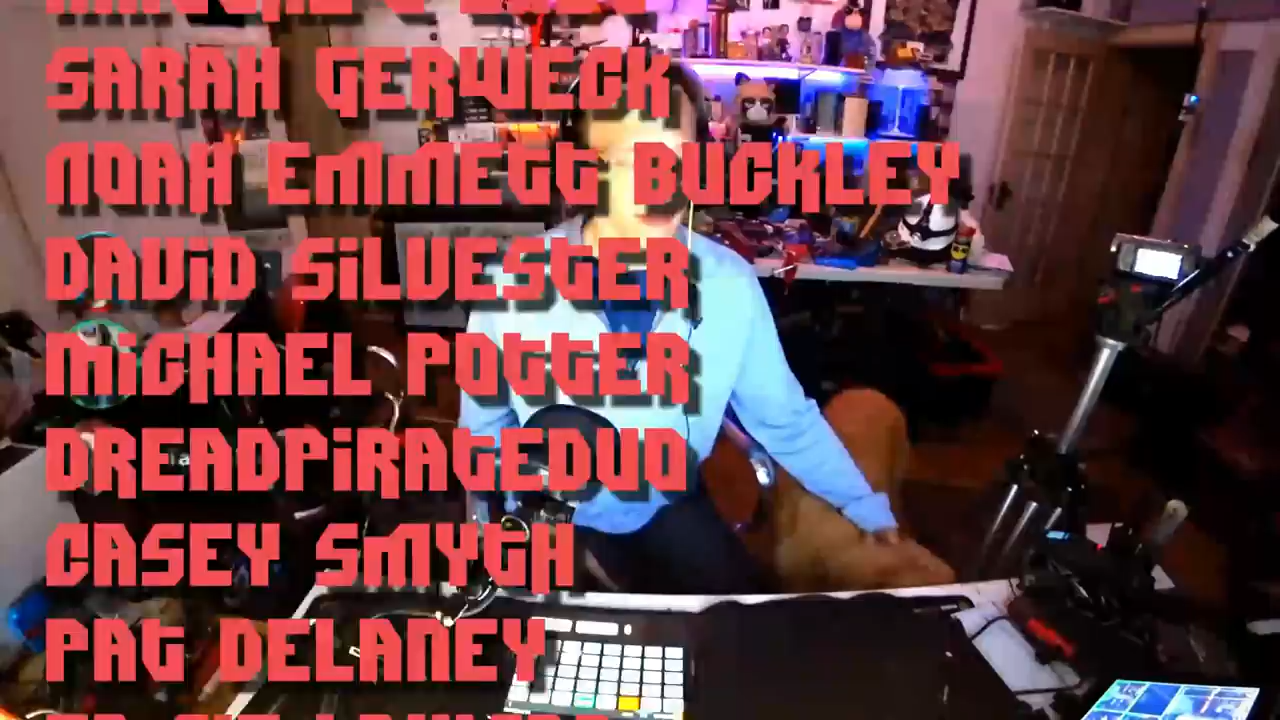 SARAH GERWECK
NOAH EMMETT BUCKLEY
DAVID SILVESTER
MICHAEL POTTER
DREADPIRATEDUO
CASEY SMYTH
PAT DELANEY